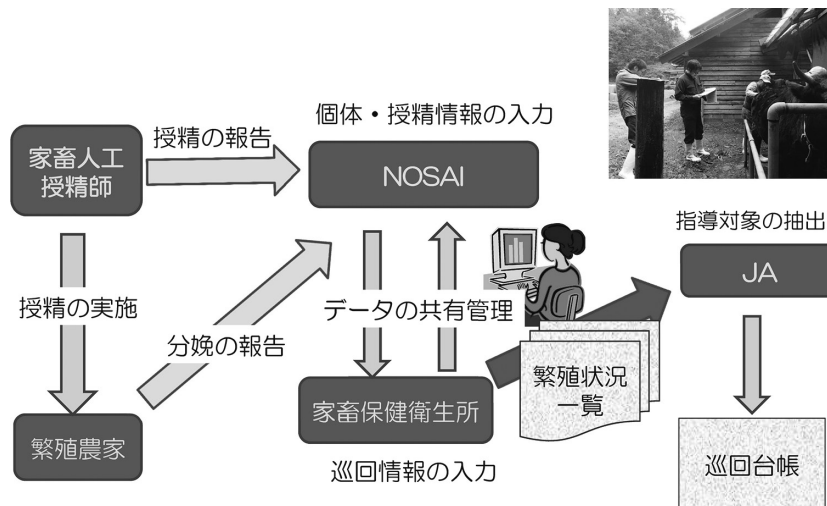 個体・授精情報の入力
授精の報告
家畜人工
授精師
NOSAI
指導対象の抽出
JA
授精の実施
データの共有管理
分娩の報告
繁殖状況
一覧
家畜保健衛生所
繁殖農家
巡回情報の入力
巡回台帳